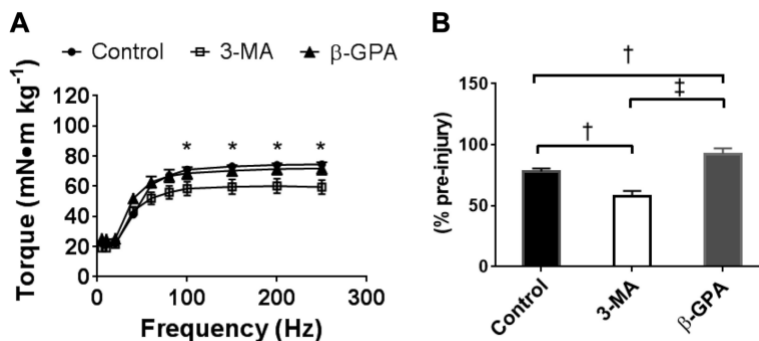 A
Control 3-MA β-GPA
Torque (mN•m kg-1)
120
100
80
60
40
20
0
* * * *
0 100 200 300
Frequency (Hz)
B
(% pre-injury)
150
100
50
0
†
‡
†
Control 3-MA β-GPA